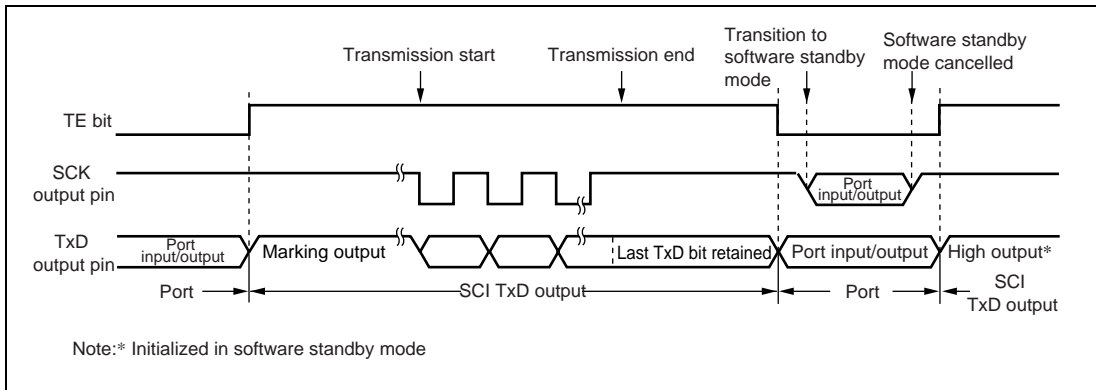 Transmission start
Transmission end
Transition to
software standby
mode
Software standby
mode cancelled
TE bit
SCK
output pin
Port
input/output
TxD
output pin
Port
input/output
Marking output
Last TxD bit retained
Port input/output
High output*
Port
SCI TxD output
Port
SCI
TxD output
Note:* Initialized in software standby mode